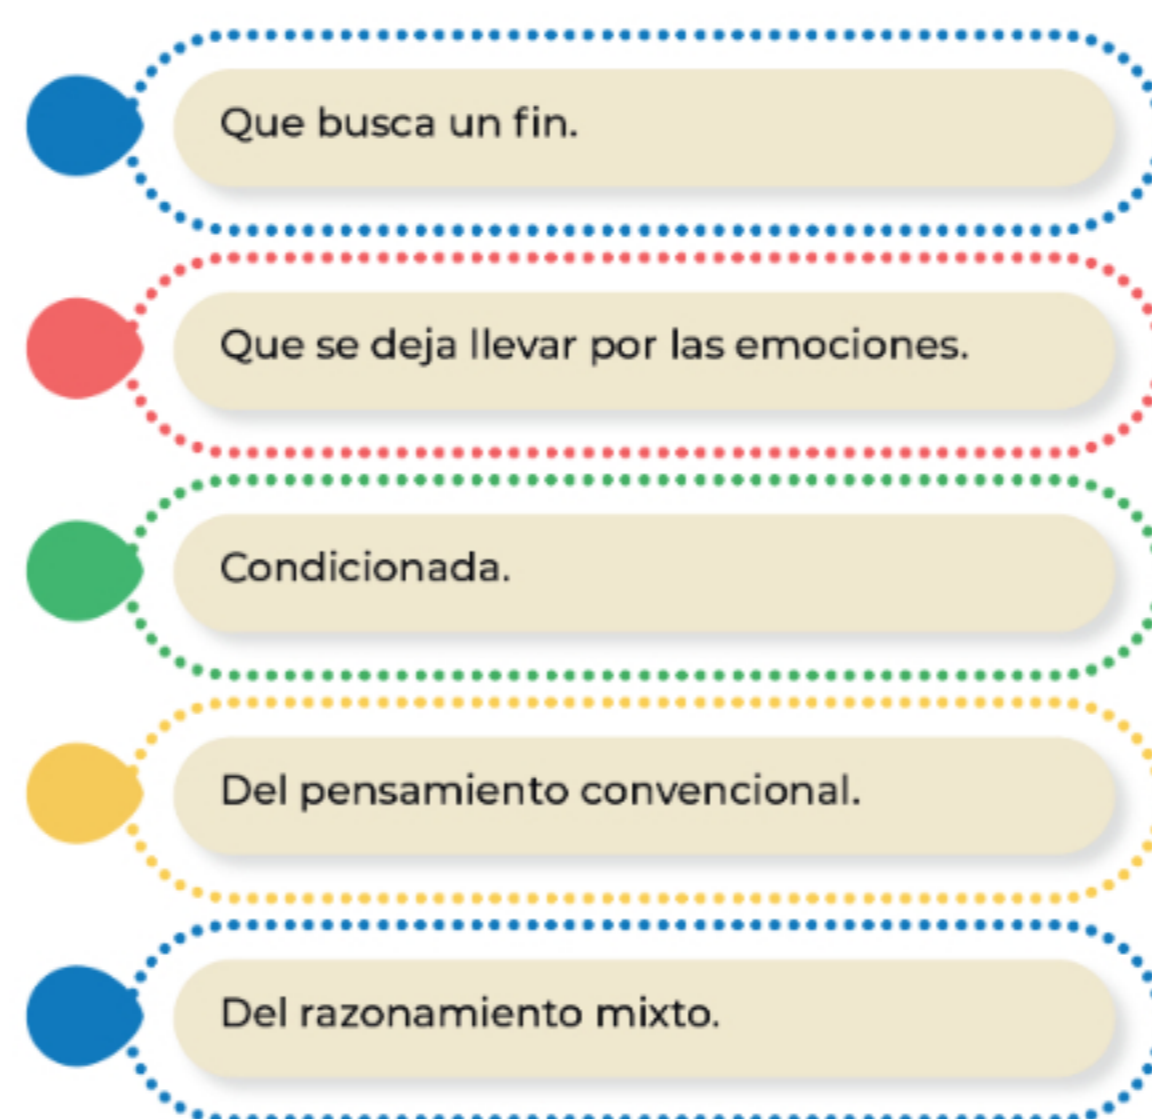 Que busca un fin.
Que se deja llevar por las emociones.
Condicionada.
Del pensamiento convencional.
Del razonamiento mixto.